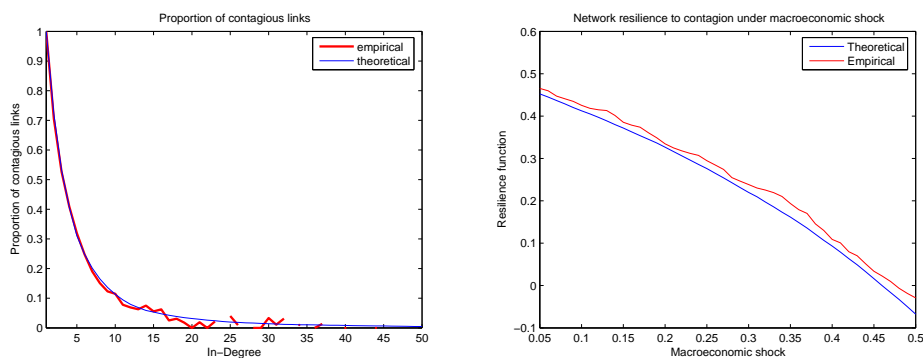 Proportion of contagious links
1
0.9
0.8
0.7
0.6
0.5
0.4
0.3
0.2
0.1
0
5 10 15 20 25 30 35 40 45 50
Proportion of contagious links
In−Degree
empirical
theoretical
Network resilience to contagion under macroeconomic shock
0.6
0.5
0.4
0.3
0.2
0.1
0
−0.1
0.05 0.1 0.15 0.2 0.25 0.3 0.35 0.4 0.45 0.5
Resilience function
Macroeconomic shock
Theoretical
Empirical